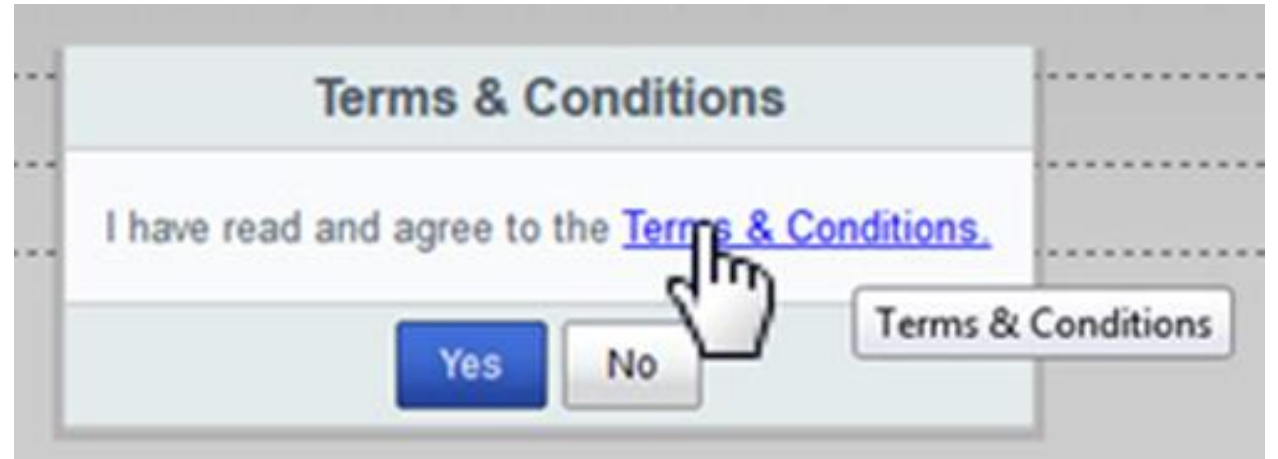 Terms & Conditions
I have read and agree to the Terms & Conditions.
Yes No
Terms & Conditions